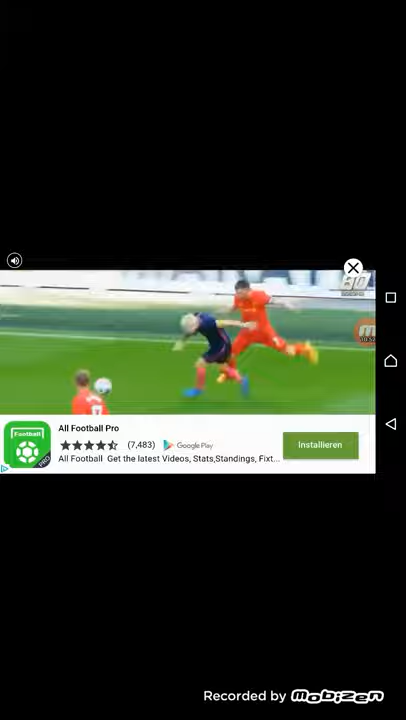 All Football Pro
(7,483) Google Play
Installieren
All Football Get the latest Videos, Stats,Standings, Fixt...
Football
PRO
Recorded by Mobizen